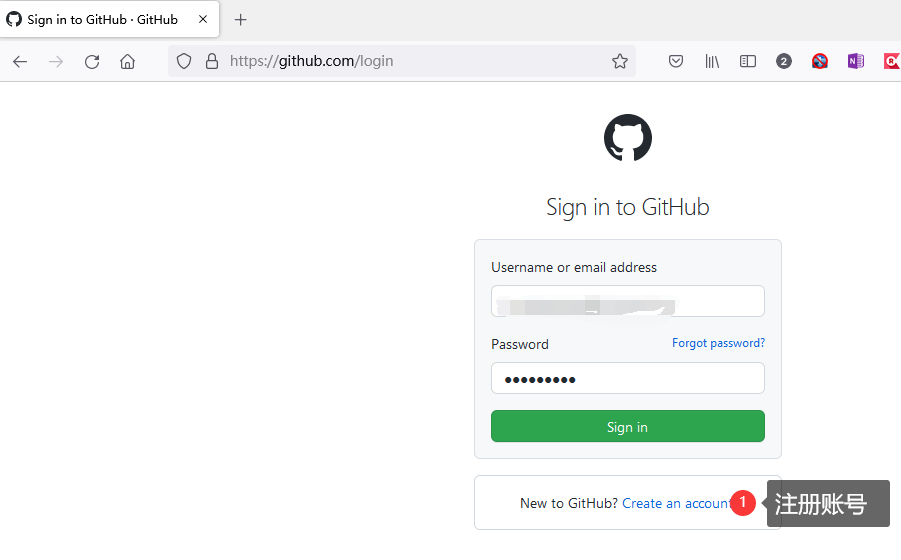 Sign in to GitHub · GitHub
https://github.com/login
2
N
R
Sign in to GitHub
Username or email address
Password
Forgot password?
Sign in
New to GitHub? Create an account
1
注册账号